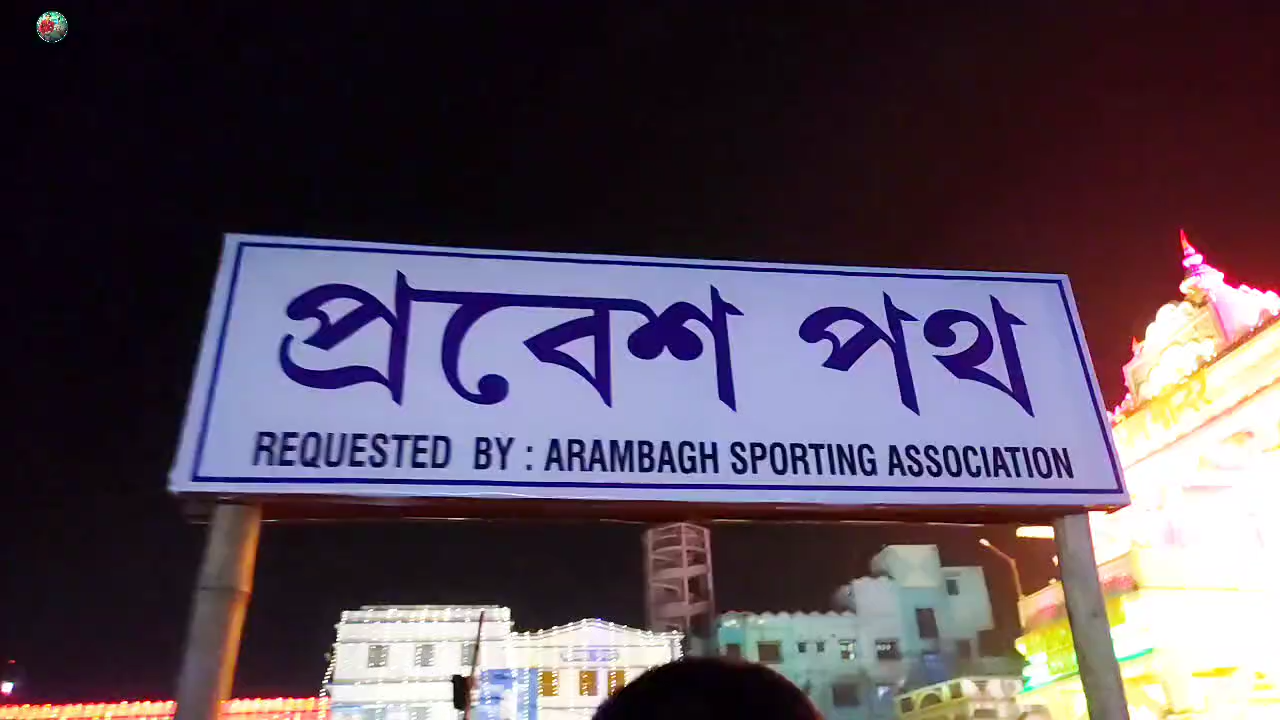 প্রবেশ পথ
REQUESTED BY : ARAMBAGH SPORTING ASSOCIATION